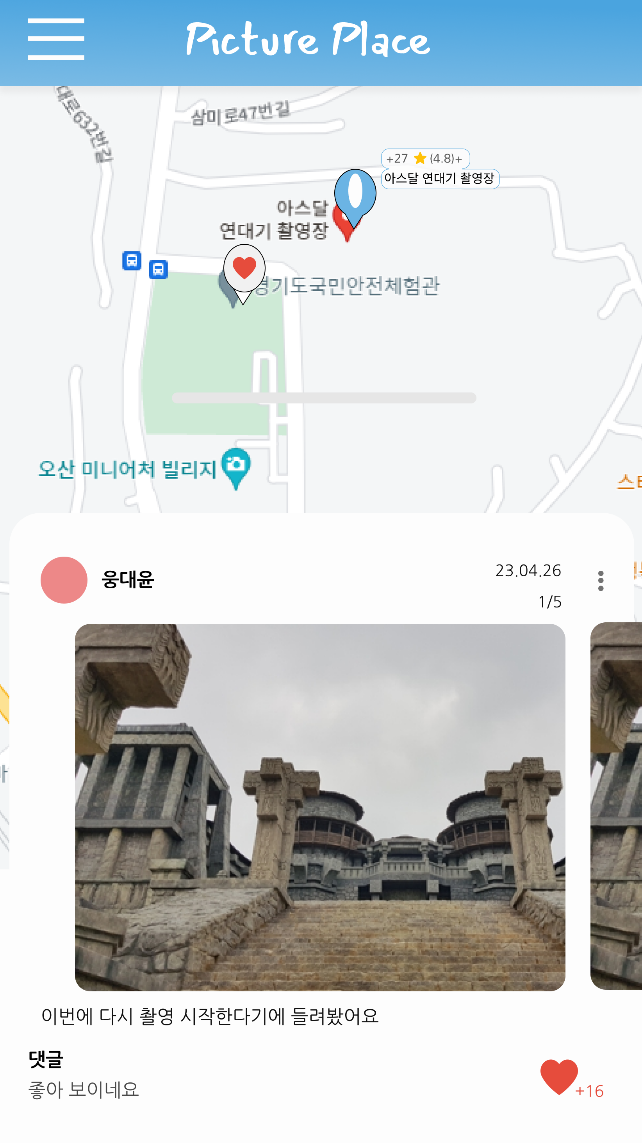 Picture Place
대로632번길
삼미로47번길
+27 ⭐(4.8)+
아스달 연대기 촬영장
아스달
연대기 촬영장
경기도국민안전체험관
오산 미니어처 빌리지
스타
웅대윤
23.04.26
1/5
이번에 다시 촬영 시작한다기에 들려봤어요
댓글
좋아 보이네요
+16